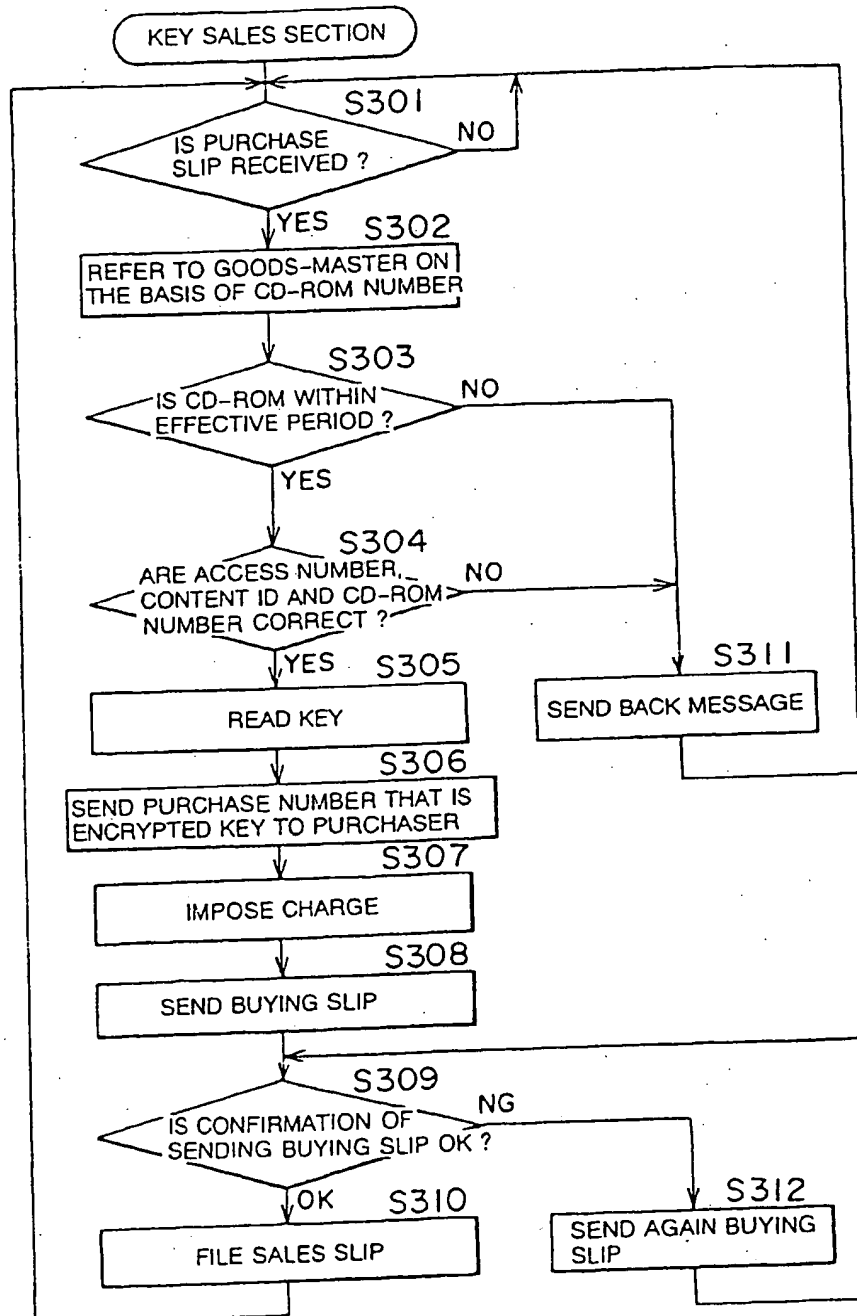 KEY SALES SECTION
S301
IS PURCHASE
SLIP RECEIVED ?
NO
YES
S302
REFER TO GOODS-MASTER ON
THE BASIS OF CD-ROM NUMBER
S303
IS CD-ROM WITHIN
EFFECTIVE PERIOD ?
NO
YES
S304
ARE ACCESS NUMBER,
CONTENT ID AND CD-ROM
NUMBER CORRECT ?
NO
YES
S305
READ KEY
S311
SEND BACK MESSAGE
S306
SEND PURCHASE NUMBER THAT IS
ENCRYPTED KEY TO PURCHASER
S307
IMPOSE CHARGE
S308
SEND BUYING SLIP
S309
IS CONFIRMATION OF
SENDING BUYING SLIP OK ?
NG
OK
S310
FILE SALES SLIP
S312
SEND AGAIN BUYING
SLIP